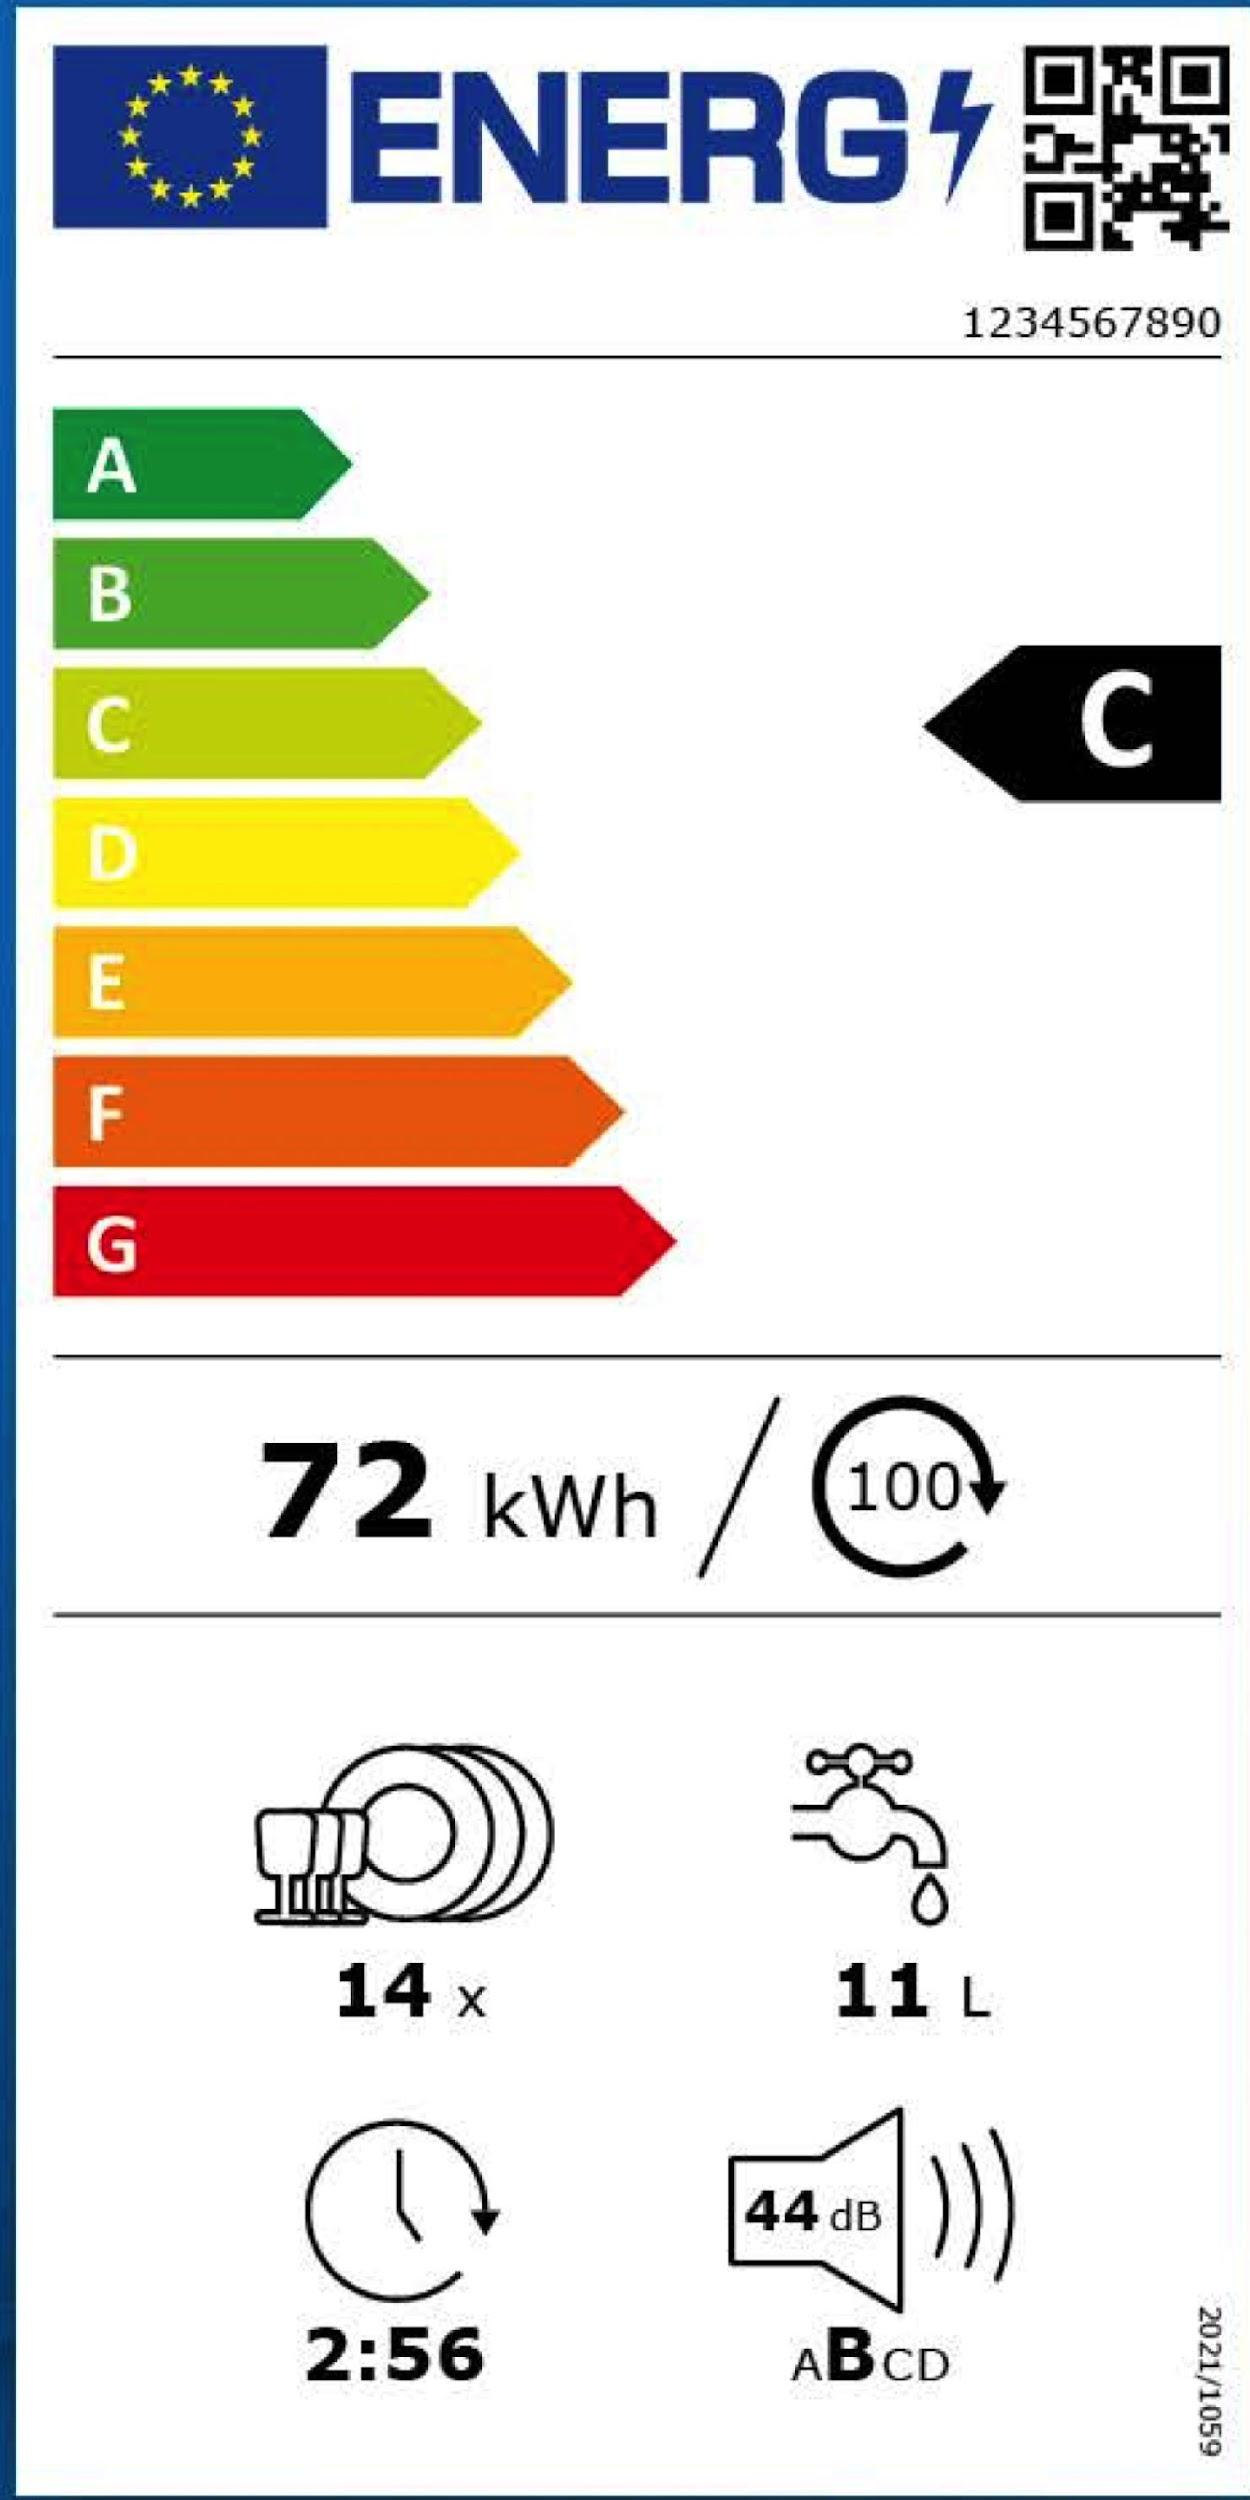 ENERG
1234567890
A
B
C
C
D
E
F
G
72 kWh / 100
14 x
11 L
44 dB
2:56
ABCD
2021/1059